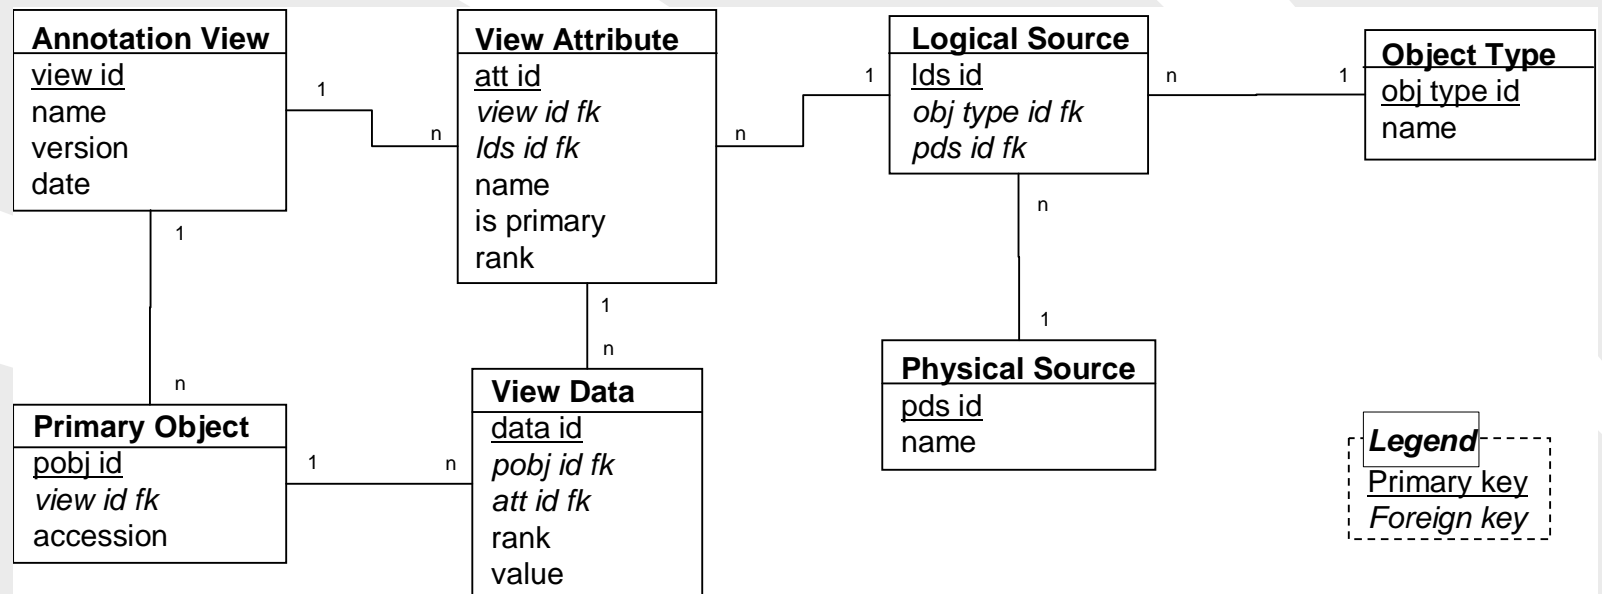 Annotation View
view id
name
version
date
1
n
View Attribute
att id
view id fk
lds id fk
name
is primary
rank
n
1
Logical Source
lds id
obj type id fk
pds id fk
n
1
Object Type
obj type id
name
1
n
Primary Object
pobj id
view id fk
accession
1
n
1
n
View Data
data id
pobj id fk
att id fk
rank
value
n
1
Physical Source
pds id
name
Legend
Primary key
Foreign key